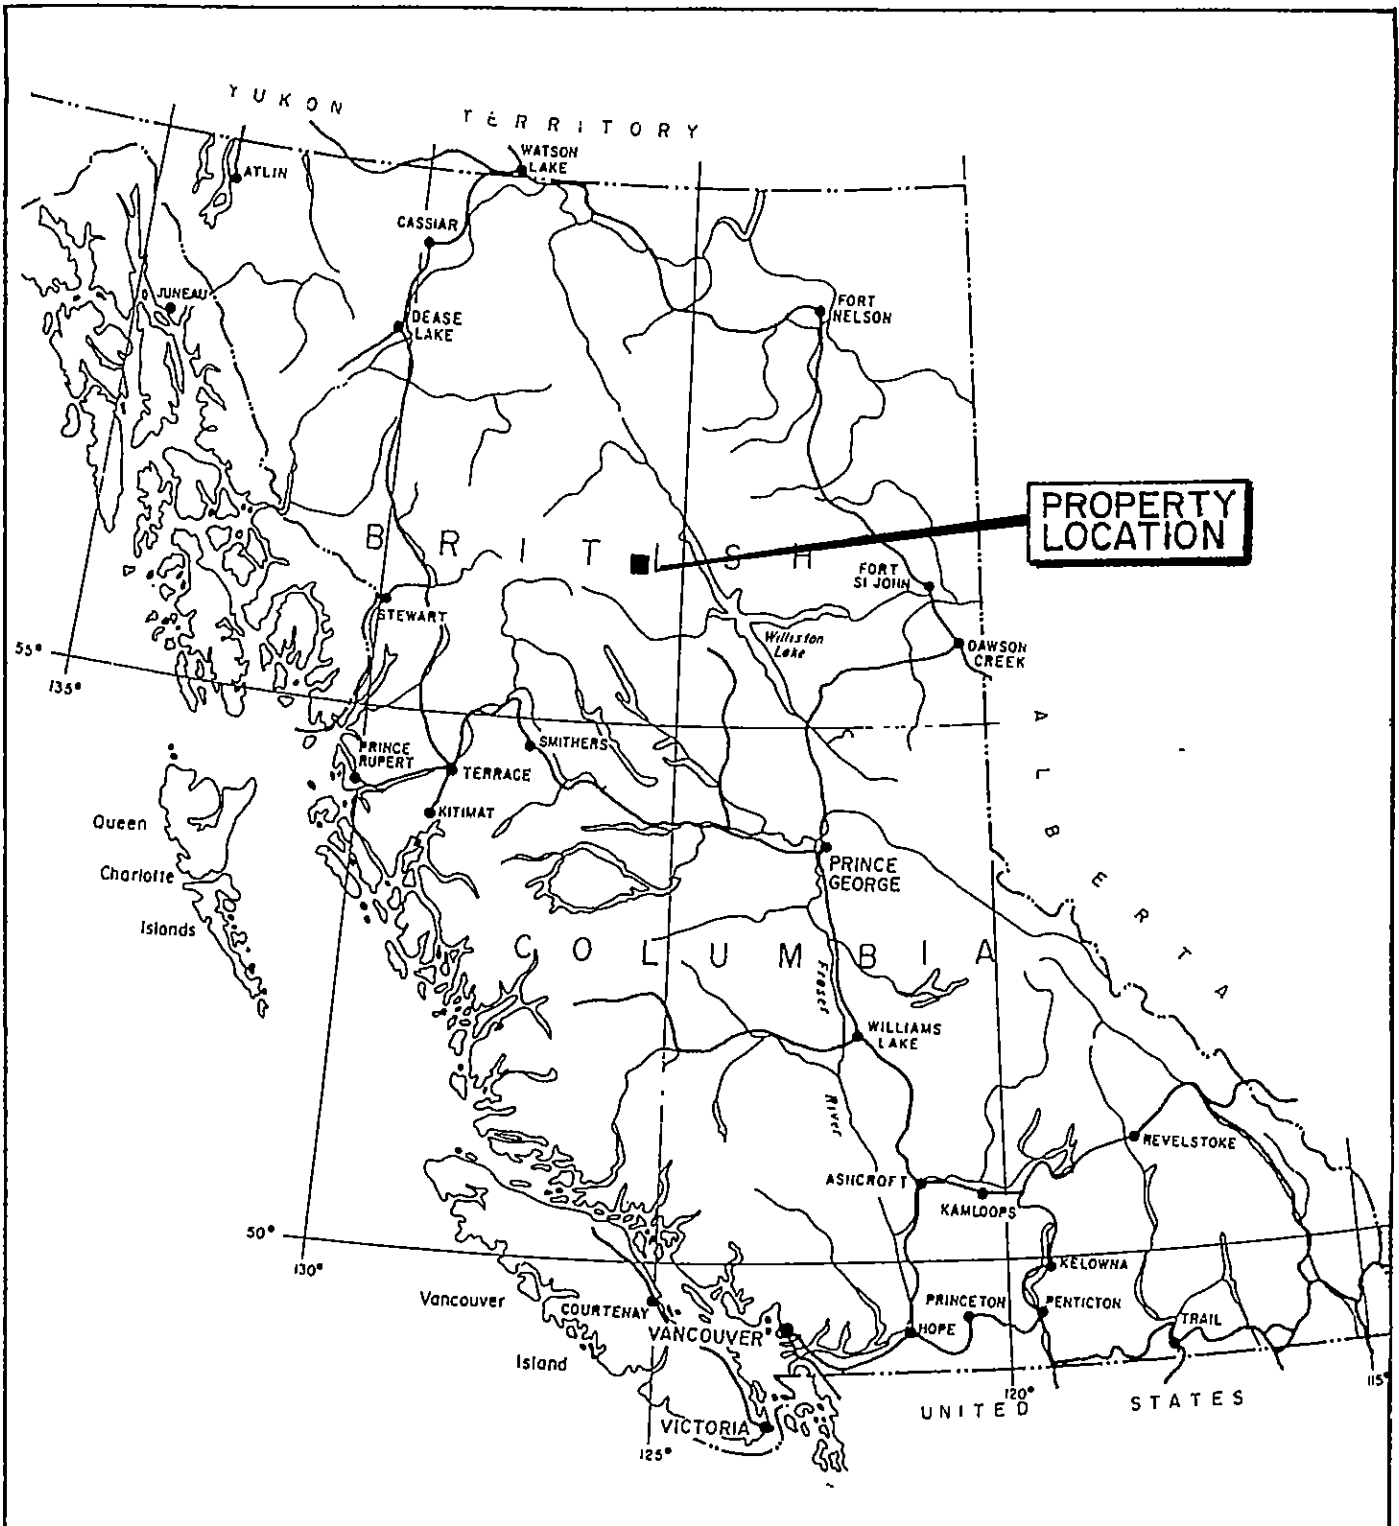 YUKON TERRITORY
WATSON
LAKE
ATLIN
CASSIAR
JUNEAU
DEASE
LAKE
FORT
NELSON
PROPERTY
LOCATION
BRITISH
FORT
ST JOHN
STEWART
Williston
Lake
DAWSON
CREEK
55°
135°
ALBERTA
PRINCE
RUPERT
SMITHERS
TERRACE
KITIMAT
Queen
Charlotte
Islands
PRINCE
GEORGE
COLUMBIA
Fraser
River
WILLIAMS
LAKE
REVELSTOKE
ASHCROFT
KAMLOOPS
50°
130°
KELOWNA
Vancouver
Island
COURTENAY
VANCOUVER
PRINCETON
PENTICTON
HOPE
TRAIL
115°
120°
UNITED STATES
VICTORIA
125°